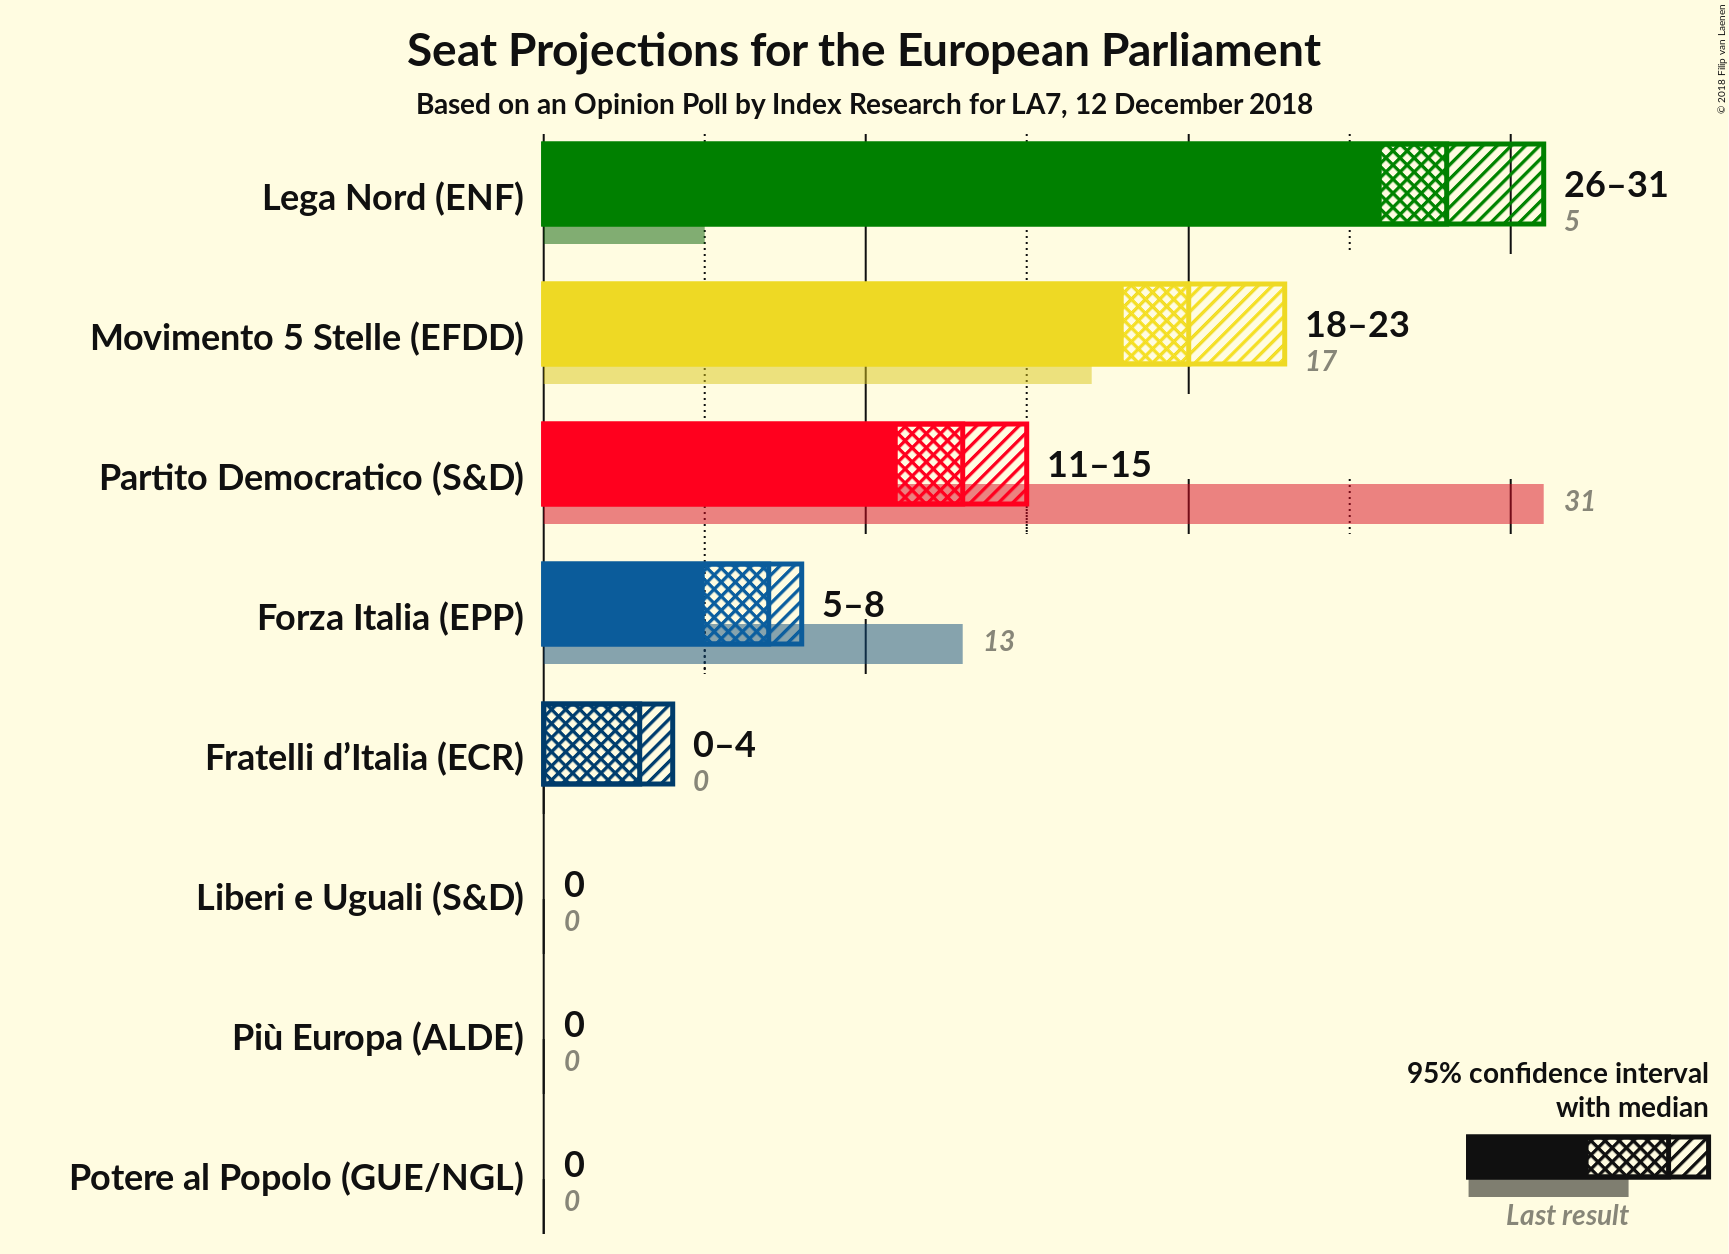 Seat Projections for the European Parliament
Based on an Opinion Poll by Index Research for LA7, 12 December 2018
© 2018 Filip van Laenen
Lega Nord (ENF)
26–31
5
Movimento 5 Stelle (EFDD)
18–23
17
Partito Democratico (S&D)
11–15
31
Forza Italia (EPP)
5–8
13
Fratelli d’Italia (ECR)
0–4
0
Liberi e Uguali (S&D)
0
0
Più Europa (ALDE)
0
0
Potere al Popolo (GUE/NGL)
0
0
95% confidence interval
with median
Last result